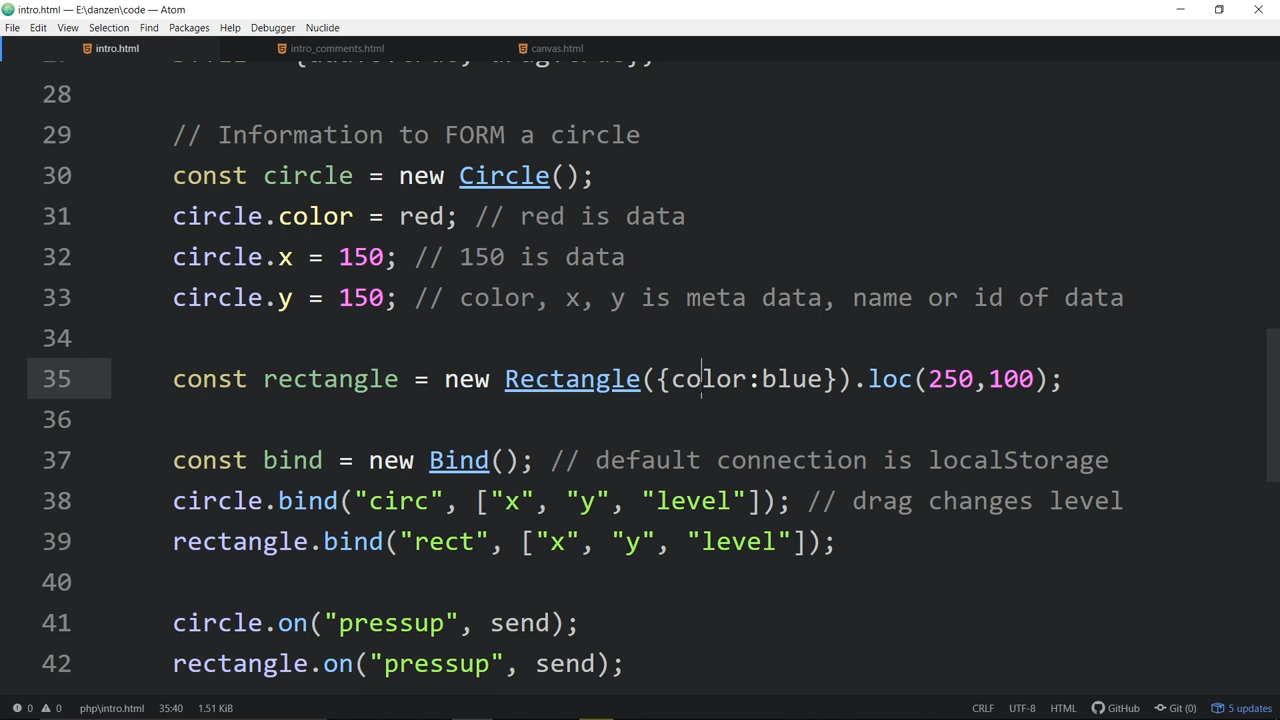 intro.html — E:\danzen\code — Atom
File Edit View Selection Find Packages Help Debugger Nuclide
intro.html intro_comments.html canvas.html
28
29 // Information to FORM a circle
30 const circle = new Circle();
31 circle.color = red; // red is data
32 circle.x = 150; // 150 is data
33 circle.y = 150; // color, x, y is meta data, name or id of data
34
35 const rectangle = new Rectangle({color:blue}).loc(250,100);
36
37 const bind = new Bind(); // default connection is localStorage
38 circle.bind("circ", ["x", "y", "level"]); // drag changes level
39 rectangle.bind("rect", ["x", "y", "level"]);
40
41 circle.on("pressup", send);
42 rectangle.on("pressup", send);
0 0 php\intro.html 35:40 1.51 KiB CRLF UTF-8 HTML GitHub Git (0) 5 updates